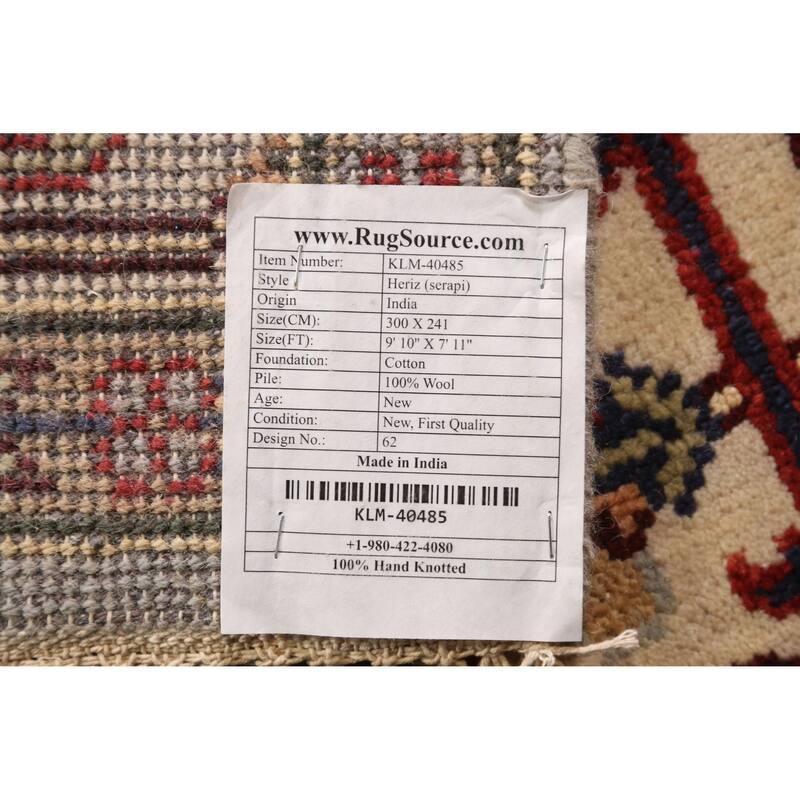 www.RugSource.com
Item Number: KLM-40485
Style Heriz (serapi)
Origin India
Size(CM): 300 X 241
Size(FT): 9' 10" X 7' 11"
Foundation: Cotton
Pile: 100% Wool
Age: New
Condition: New, First Quality
Design No.: 62
Made in India
KLM-40485
+1-980-422-4080
100% Hand Knotted